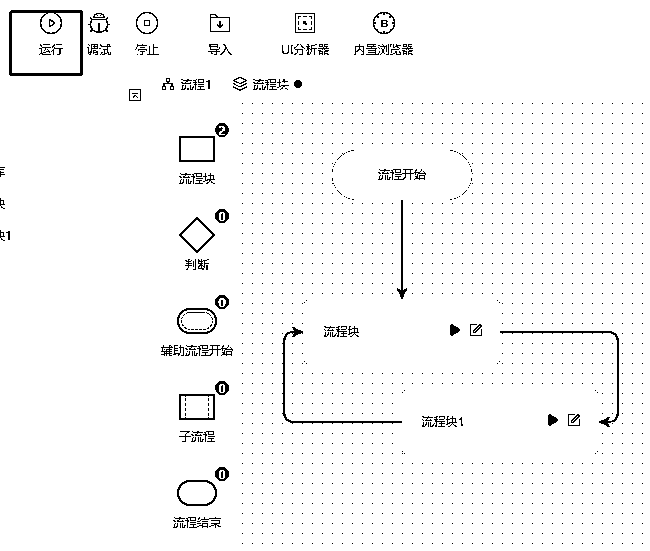 运行 调试 停止 导入 UI分析器 内置浏览器
流程1 流程块
2
流程块
流程开始
0
判断
块1
0
辅助流程开始
流程块
0
子流程
流程块1
0
流程结束